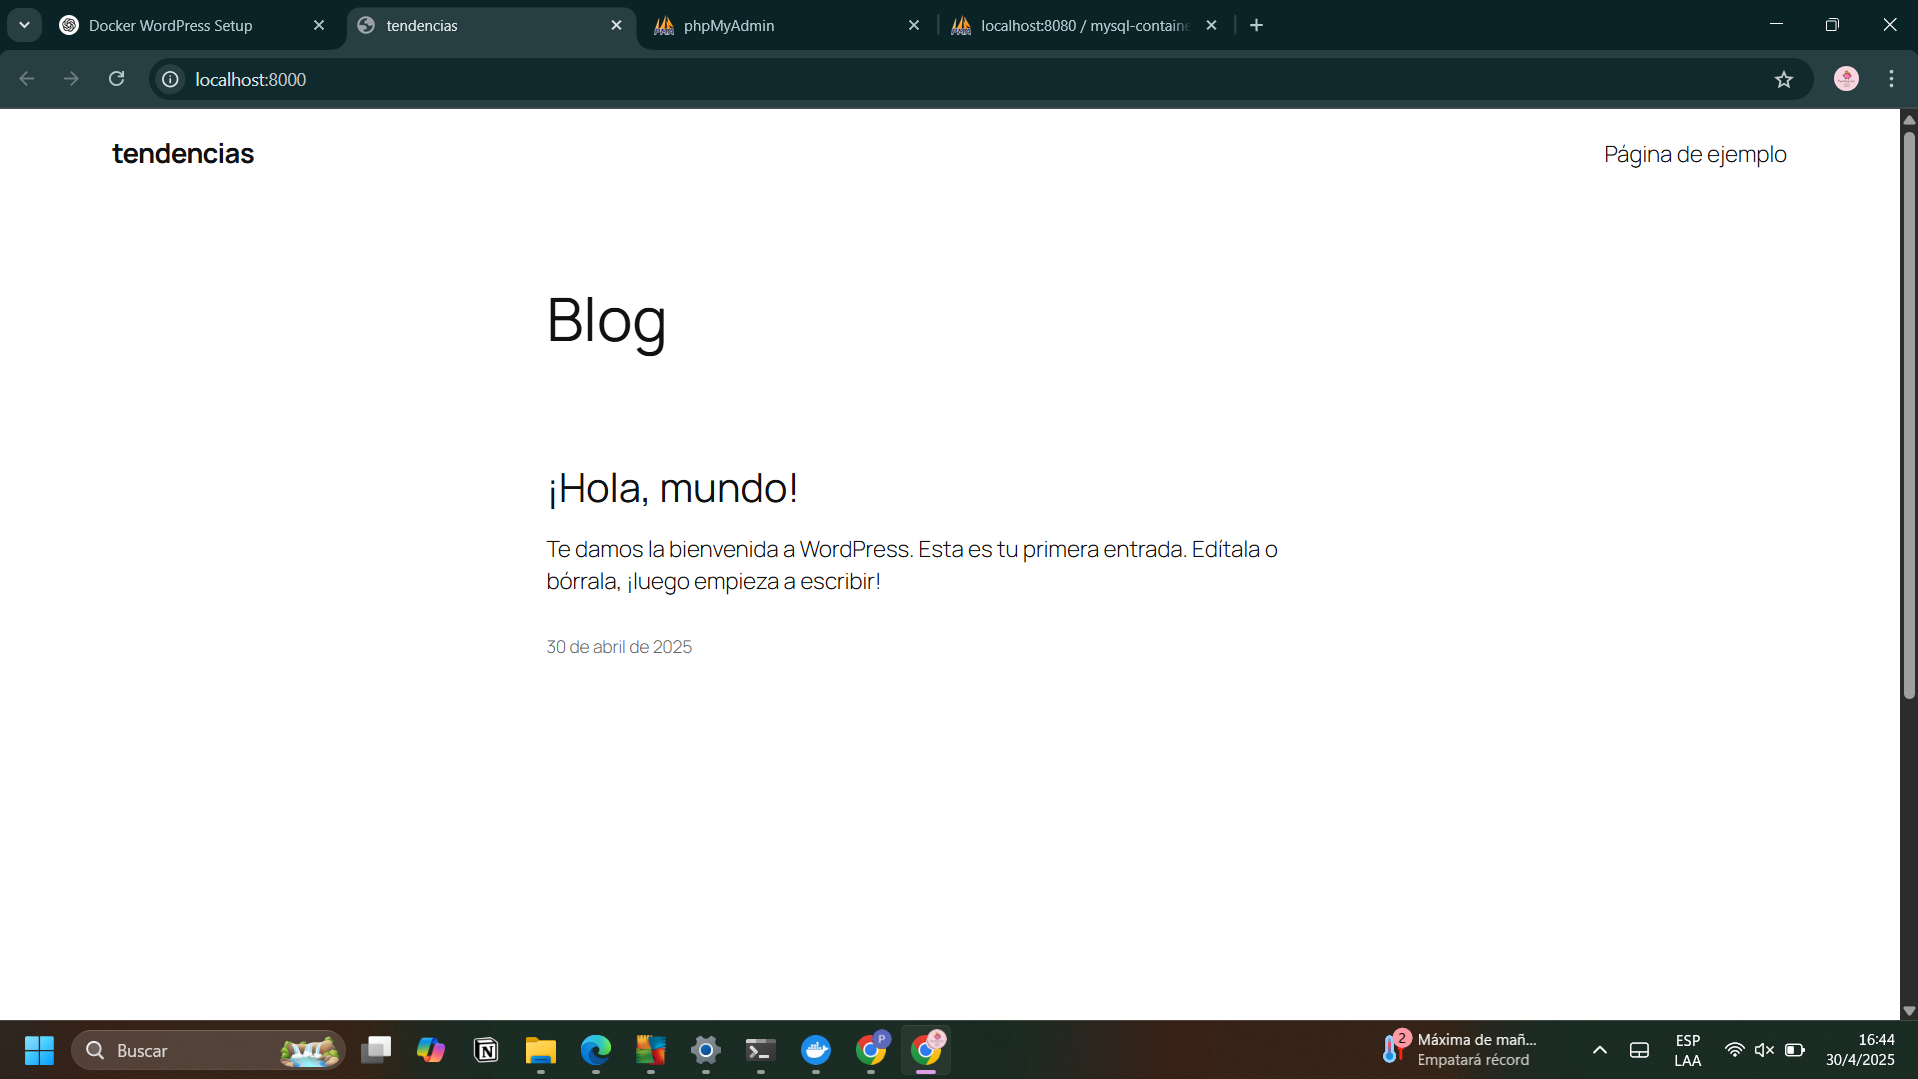 Docker WordPress Setup
tendencias
phpMyAdmin
localhost:8080 / mysql-containe
localhost:8000
tendencias
Página de ejemplo
Blog
¡Hola, mundo!
Te damos la bienvenida a WordPress. Esta es tu primera entrada. Edítala o
bórrala, ¡luego empieza a escribir!
30 de abril de 2025
Buscar
P
2
Máxima de mañ...
Empatará récord
ESP
LAA
16:44
30/4/2025